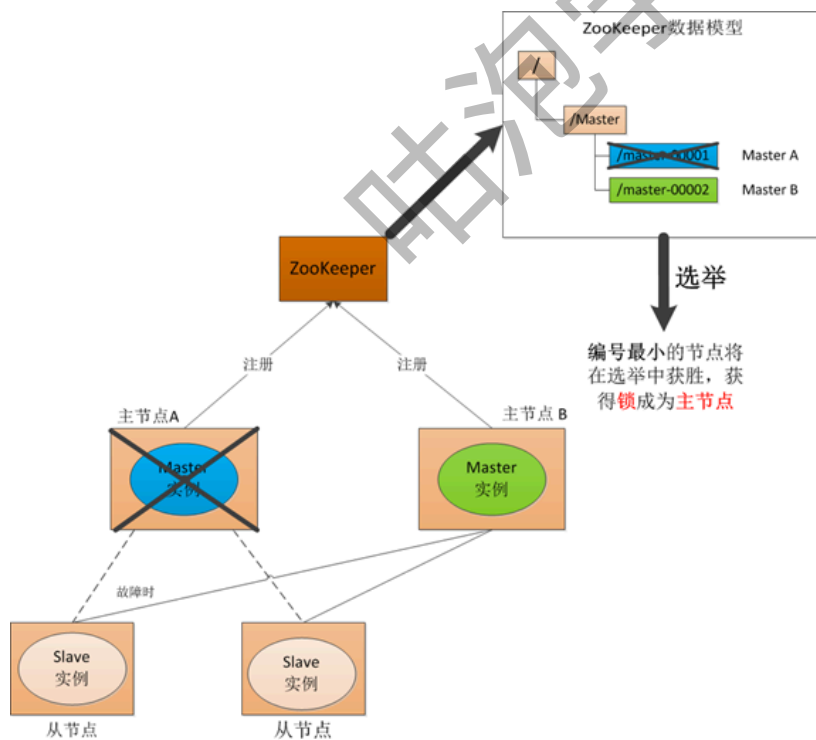 咕泡学
ZooKeeper数据模型
/
/Master
/master-00001 Master A
/master-00002 Master B
ZooKeeper
选举
注册 注册
编号最小的节点将
在选举中获胜，获
得锁成为主节点
主节点A 主节点 B
Master
实例
Master
实例
故障时
Slave
实例
Slave
实例
从节点 从节点